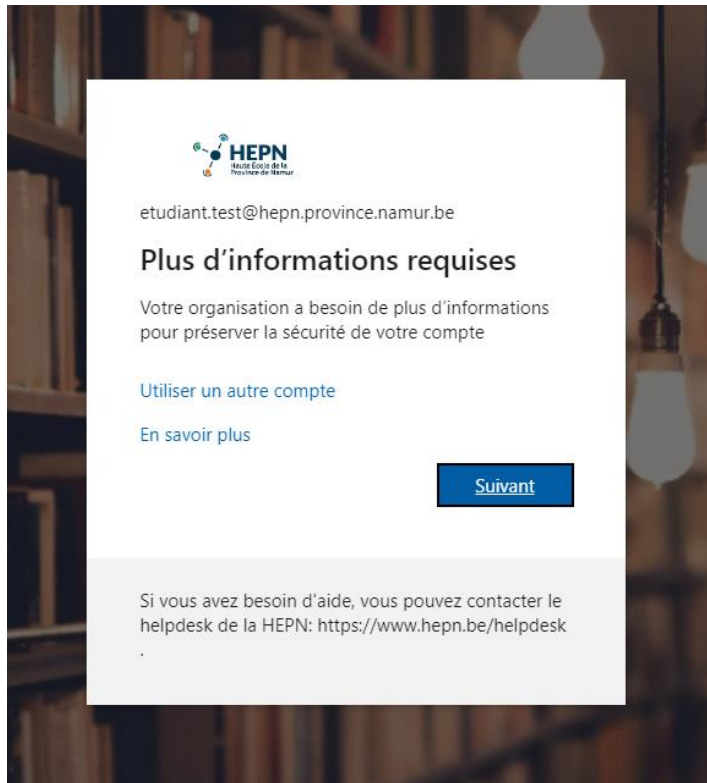 HEPN
Haute École de la
Province de Namur
etudiant.test@hepn.province.namur.be
Plus d’informations requises
Votre organisation a besoin de plus d’informations
pour préserver la sécurité de votre compte
Utiliser un autre compte
En savoir plus
Suivant
Si vous avez besoin d'aide, vous pouvez contacter le
helpdesk de la HEPN: https://www.hepn.be/helpdesk
.